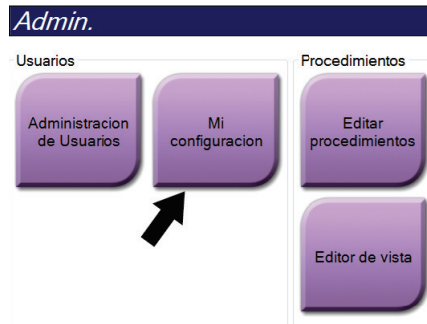 Admin.
Usuarios
Procedimientos
Administracion
de Usuarios
Mi
configuracion
Editar
procedimientos
Editor de vista